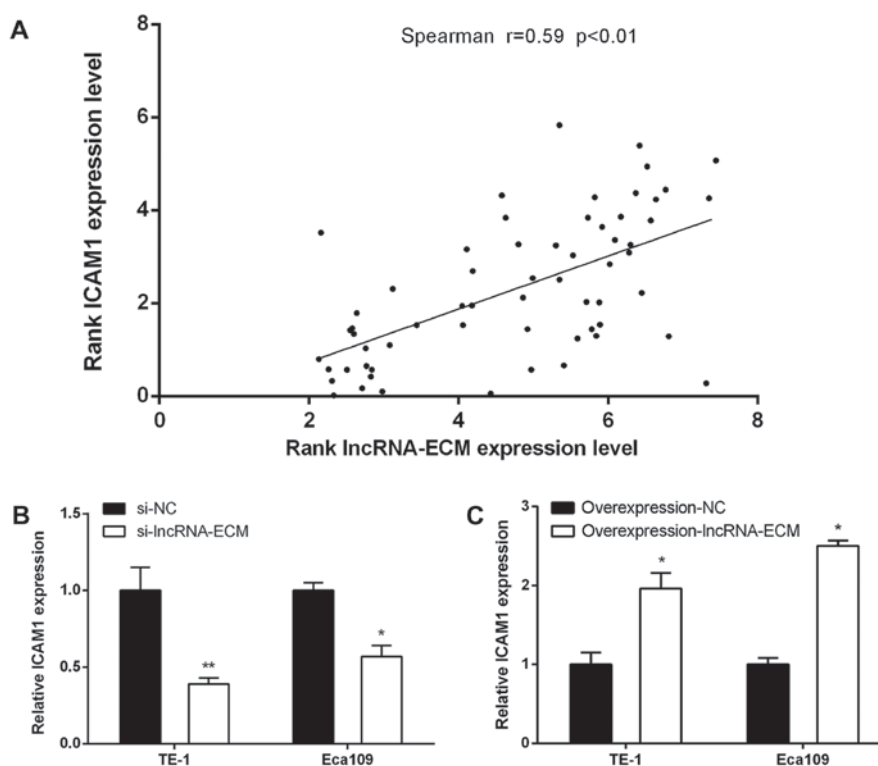 A
Spearman r=0.59 p<0.01
Rank ICAM1 expression level
8
6
4
2
0
0 2 4 6 8
Rank lncRNA-ECM expression level
B
si-NC
si-lncRNA-ECM
Relative ICAM1 expression
1.5
1.0
0.5
0.0
**
*
TE-1 Eca109
C
Overexpression-NC
Overexpression-lncRNA-ECM
Relative ICAM1 expression
3
2
1
0
*
*
TE-1 Eca109